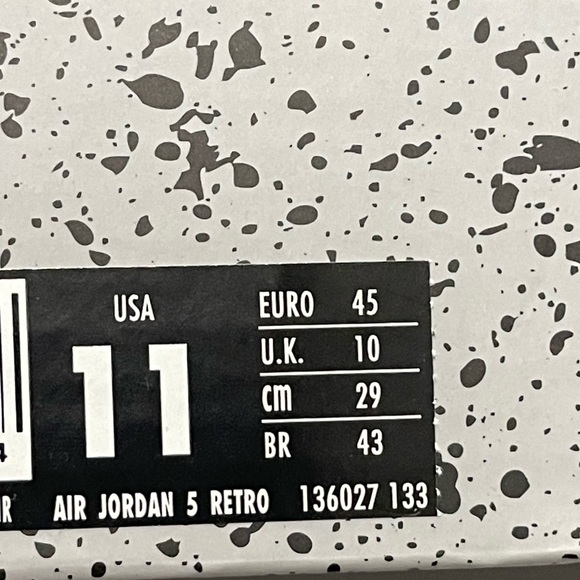 USA
11
EURO 45
U.K. 10
cm 29
BR 43
AIR JORDAN 5 RETRO 136027 133